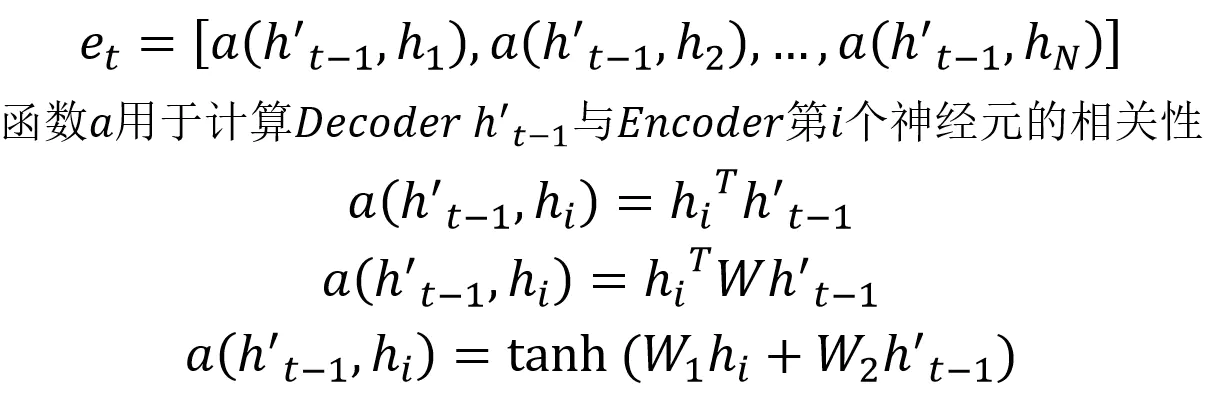 e_t = [a(h'_{t-1}, h_1), a(h'_{t-1}, h_2), ..., a(h'_{t-1}, h_N)]
函数a用于计算Decoder h'_{t-1}与Encoder第i个神经元的相关性
a(h'_{t-1}, h_i) = h_i^T h'_{t-1}
a(h'_{t-1}, h_i) = h_i^T W h'_{t-1}
a(h'_{t-1}, h_i) = tanh (W_1 h_i + W_2 h'_{t-1})